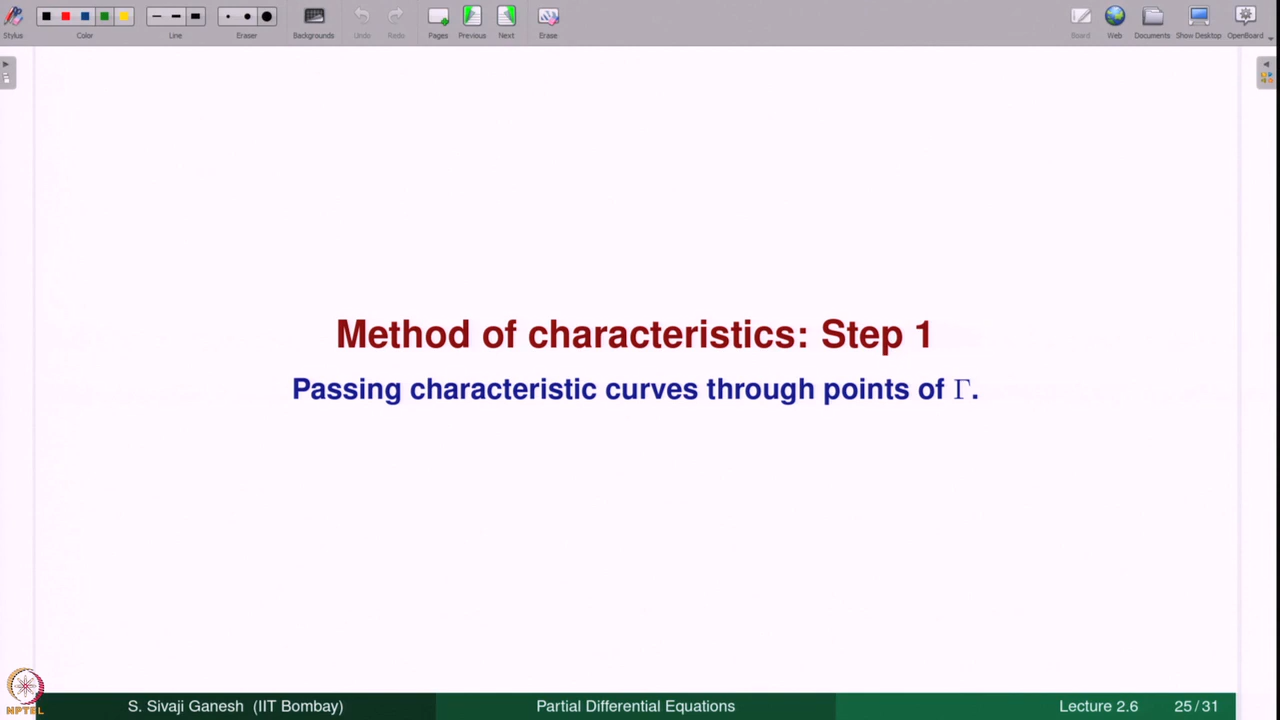 Stylus Color Line Eraser Backgrounds Undo Redo Pages Previous Next Erase Board Web Documents Show Desktop OpenBoard
Method of characteristics: Step 1
Passing characteristic curves through points of Γ.
NPTEL
S. Sivaji Ganesh (IIT Bombay) Partial Differential Equations Lecture 2.6 25 / 31